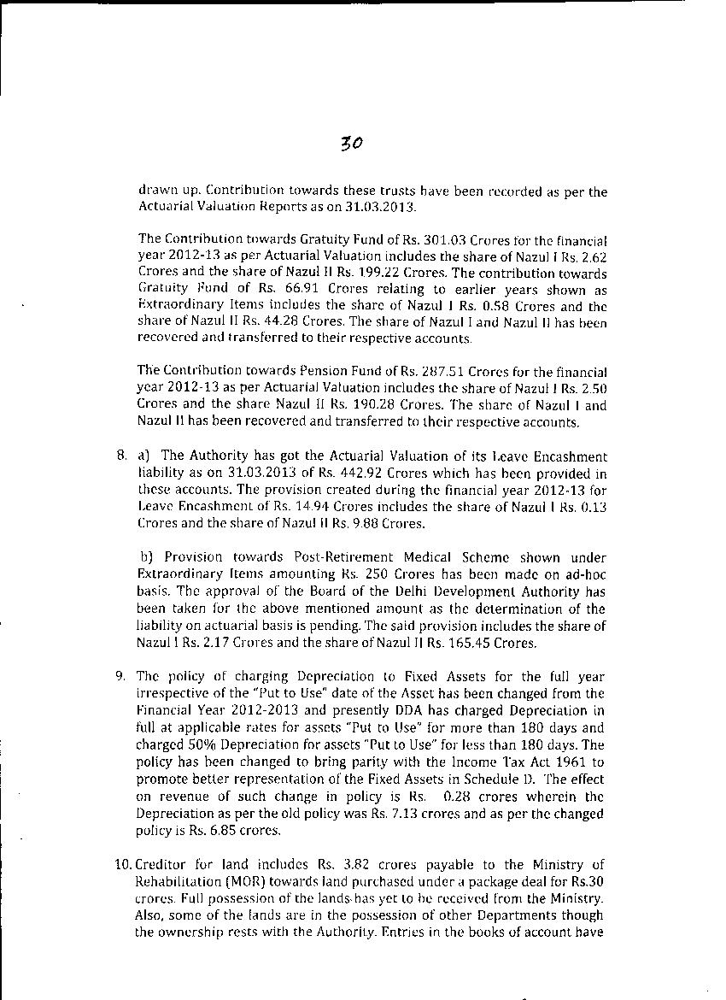 30
drawn up. Contribution towards these trusts have been recorded as per the
Actuarial Valuation Reports as on 31.03.2013.
The Contribution towards Gratuity Fund of Rs. 301.03 Crores for the financial
year 2012-13 as per Actuarial Valuation includes the share of Nazul I Rs. 2.62
Crores and the share of Nazul II Rs. 199.22 Crores. The contribution towards
Gratuity Fund of Rs. 66.91 Crores relating to earlier years shown as
Extraordinary Items includes the share of Nazul I Rs. 0.58 Crores and the
share of Nazul II Rs. 44.28 Crores. The share of Nazul I and Nazul II has been
recovered and transferred to their respective accounts.
The Contribution towards Pension Fund of Rs. 287.51 Crores for the financial
year 2012-13 as per Actuarial Valuation includes the share of Nazul I Rs. 2.50
Crores and the share Nazul II Rs. 190.28 Crores. The share of Nazul I and
Nazul II has been recovered and transferred to their respective accounts.
8. a) The Authority has got the Actuarial Valuation of its Leave Encashment
liability as on 31.03.2013 of Rs. 442.92 Crores which has been provided in
these accounts. The provision created during the financial year 2012-13 for
Leave Encashment of Rs. 14.94 Crores includes the share of Nazul I Rs. 0.13
Crores and the share of Nazul II Rs. 9.88 Crores.
b) Provision towards Post-Retirement Medical Scheme shown under
Extraordinary Items amounting Rs. 250 Crores has been made on ad-hoc
basis. The approval of the Board of the Delhi Development Authority has
been taken for the above mentioned amount as the determination of the
liability on actuarial basis is pending. The said provision includes the share of
Nazul I Rs. 2.17 Crores and the share of Nazul II Rs. 165.45 Crores.
9. The policy of charging Depreciation to Fixed Assets for the full year
irrespective of the "Put to Use" date of the Asset has been changed from the
Financial Year 2012-2013 and presently DDA has charged Depreciation in
full at applicable rates for assets "Put to Use" for more than 180 days and
charged 50% Depreciation for assets "Put to Use" for less than 180 days. The
policy has been changed to bring parity with the Income Tax Act 1961 to
promote better representation of the Fixed Assets in Schedule D. The effect
on revenue of such change in policy is Rs. 0.28 crores wherein the
Depreciation as per the old policy was Rs. 7.13 crores and as per the changed
policy is Rs. 6.85 crores.
10. Creditor for land includes Rs. 3.82 crores payable to the Ministry of
Rehabilitation (MOR) towards land purchased under a package deal for Rs.30
crores. Full possession of the lands has yet to be received from the Ministry.
Also, some of the lands are in the possession of other Departments though
the ownership rests with the Authority. Entries in the books of account have